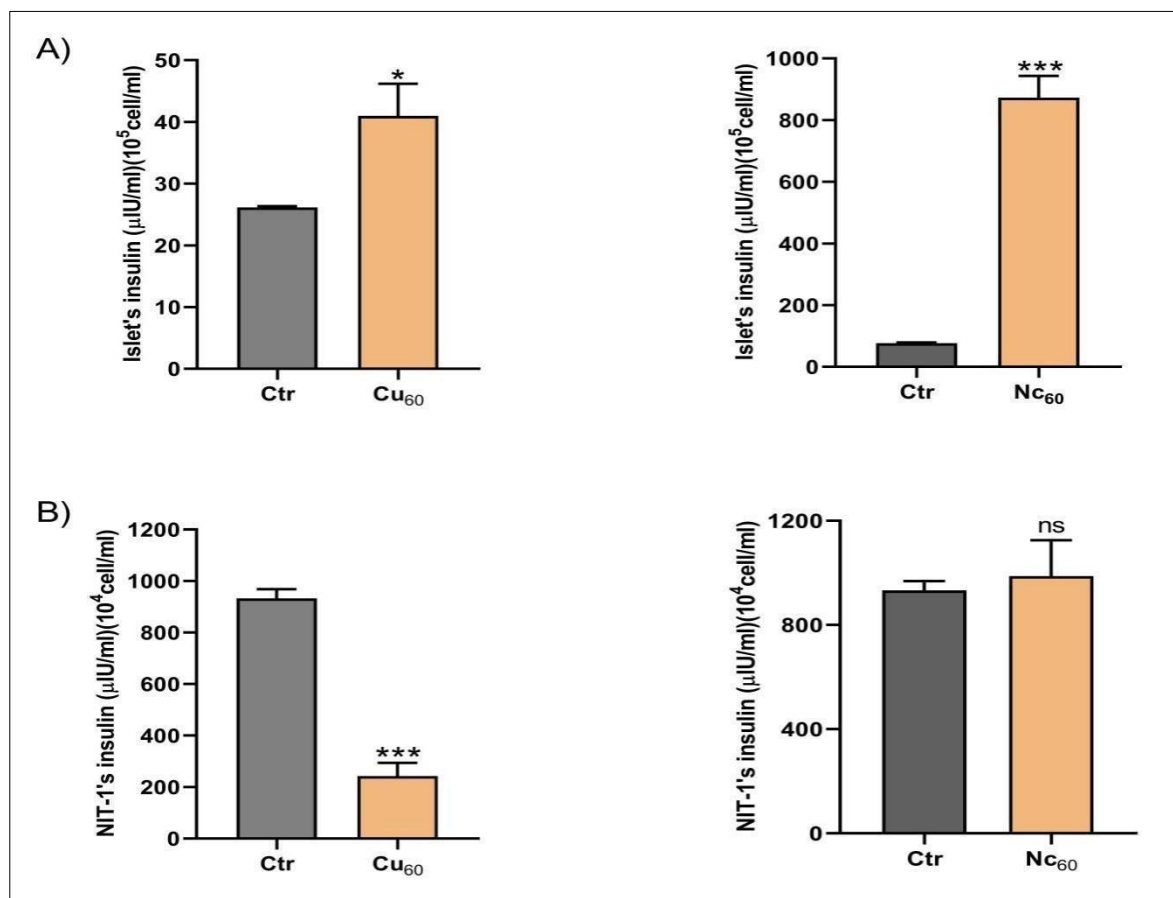 A)
Islet's insulin (μIU/ml)(10⁵cell/ml)
50
40
30
20
10
0
*
Ctr
Cu₆₀
Islet's insulin (μIU/ml)(10⁵cell/ml)
1000
800
600
400
200
0
***
Ctr
Nc₆₀
B)
NIT-1's insulin (μIU/ml)(10⁴cell/ml)
1200
1000
800
600
400
200
0
***
Ctr
Cu₆₀
NIT-1's insulin (μIU/ml)(10⁴cell/ml)
1200
800
400
0
ns
Ctr
Nc₆₀